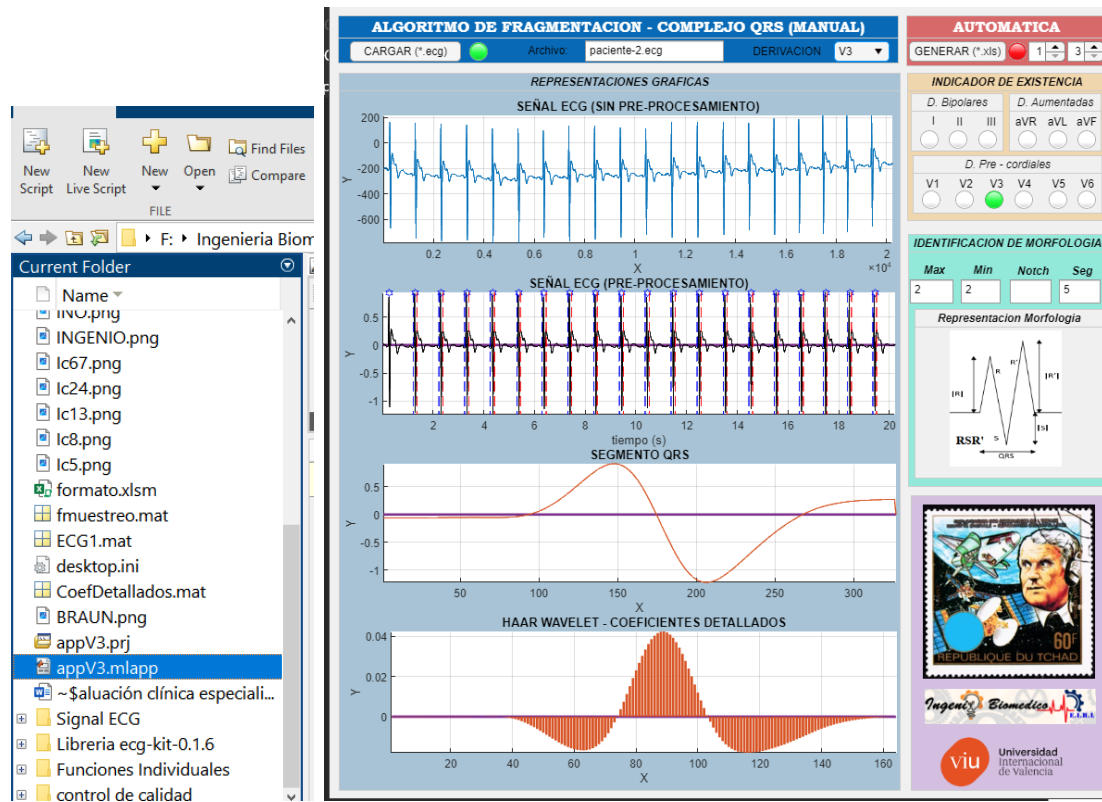 New
Script
New
Live Script
New
Open
Find Files
Compare
FILE
F:
Ingenieria Biom
Current Folder
Name
INO.png
INGENIO.png
Ic67.png
Ic24.png
Ic13.png
Ic8.png
Ic5.png
formato.xlsm
fmuestreo.mat
ECG1.mat
desktop.ini
CoefDetallados.mat
BRAUN.png
appV3.prj
appV3.mlapp
~$aluación clínica especiali...
Signal ECG
Libreria ecg-kit-0.1.6
Funciones Individuales
control de calidad
ALGORITMO DE FRAGMENTACION - COMPLEJO QRS (MANUAL)
CARGAR (*.ecg)
Archivo:
paciente-2.ecg
DERIVACION
V3
REPRESENTACIONES GRAFICAS
SEÑAL ECG (SIN PRE-PROCESAMIENTO)
200
0
-200
-400
-600
Y
0.2 0.4 0.6 0.8 1 1.2 1.4 1.6 1.8 2
×10⁴
X
SEÑAL ECG (PRE-PROCESAMIENTO)
0.5
0
-0.5
-1
Y
2 4 6 8 10 12 14 16 18 20
tiempo (s)
SEGMENTO QRS
0.5
0
-0.5
-1
Y
50 100 150 200 250 300
X
HAAR WAVELET - COEFICIENTES DETALLADOS
0.04
0.02
0
Y
20 40 60 80 100 120 140 160
X
AUTOMATICA
GENERAR (*.xls)
1
3
INDICADOR DE EXISTENCIA
D. Bipolares
D. Aumentadas
I II III
aVR aVL aVF
D. Pre - cordiales
V1 V2 V3 V4 V5 V6
IDENTIFICACION DE MORFOLOGIA
Max Min Notch Seg
2 2 5
Representacion Morfologia
R
R'
|R|
|R'|
|S|
S
RSR'
QRS
60F
REPUBLIQUE DU TCHAD
Ingenio Biomedico
E.I.R.L
viu
Universidad
Internacional
de Valencia